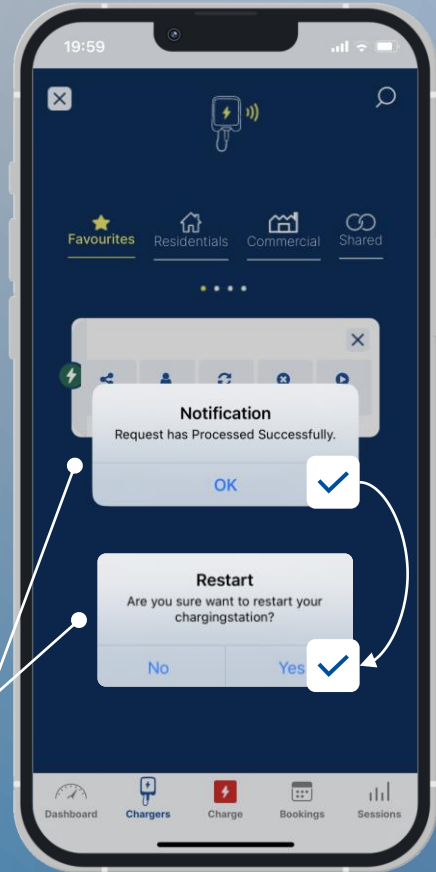 19:59
Favourites
Residentials
Commercial
Shared
Notification
Request has Processed Successfully.
OK
Restart
Are you sure want to restart your
chargingstation?
No
Yes
Dashboard
Chargers
Charge
Bookings
Sessions